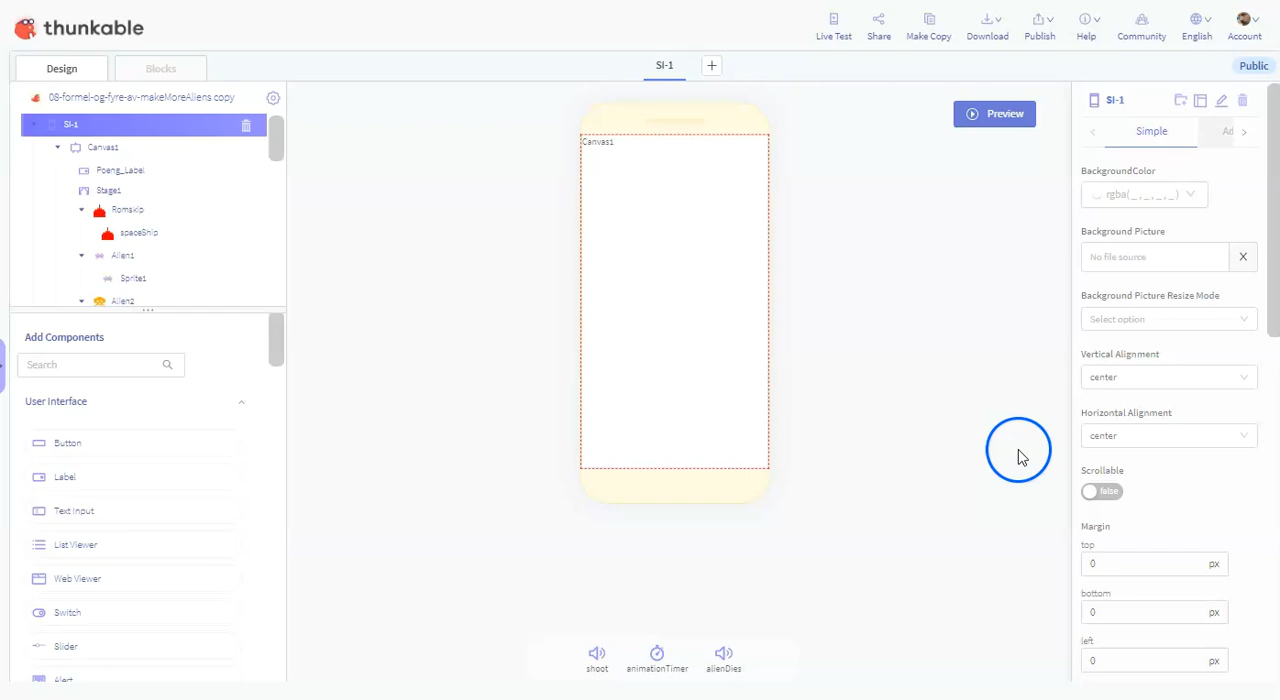 thunkable
Live Test
Share
Make Copy
Download
Publish
Help
Community
English
Account
Design
Blocks
SI-1
Public
08-formel-og-fyre-av-makeMoreAliens copy
SI-1
Canvas1
Poeng_Label
Stage1
Romskip
spaceShip
Alien1
Sprite1
Alien2
Add Components
Search
User Interface
Button
Label
Text Input
List Viewer
Web Viewer
Switch
Slider
Alert
Canvas1
Preview
shoot
animationTimer
alienDies
SI-1
Simple
Ad
BackgroundColor
rgba(_,_,_,_)
Background Picture
No file source
X
Background Picture Resize Mode
Select option
Vertical Alignment
center
Horizontal Alignment
center
Scrollable
false
Margin
top
0 px
bottom
0 px
left
0 px